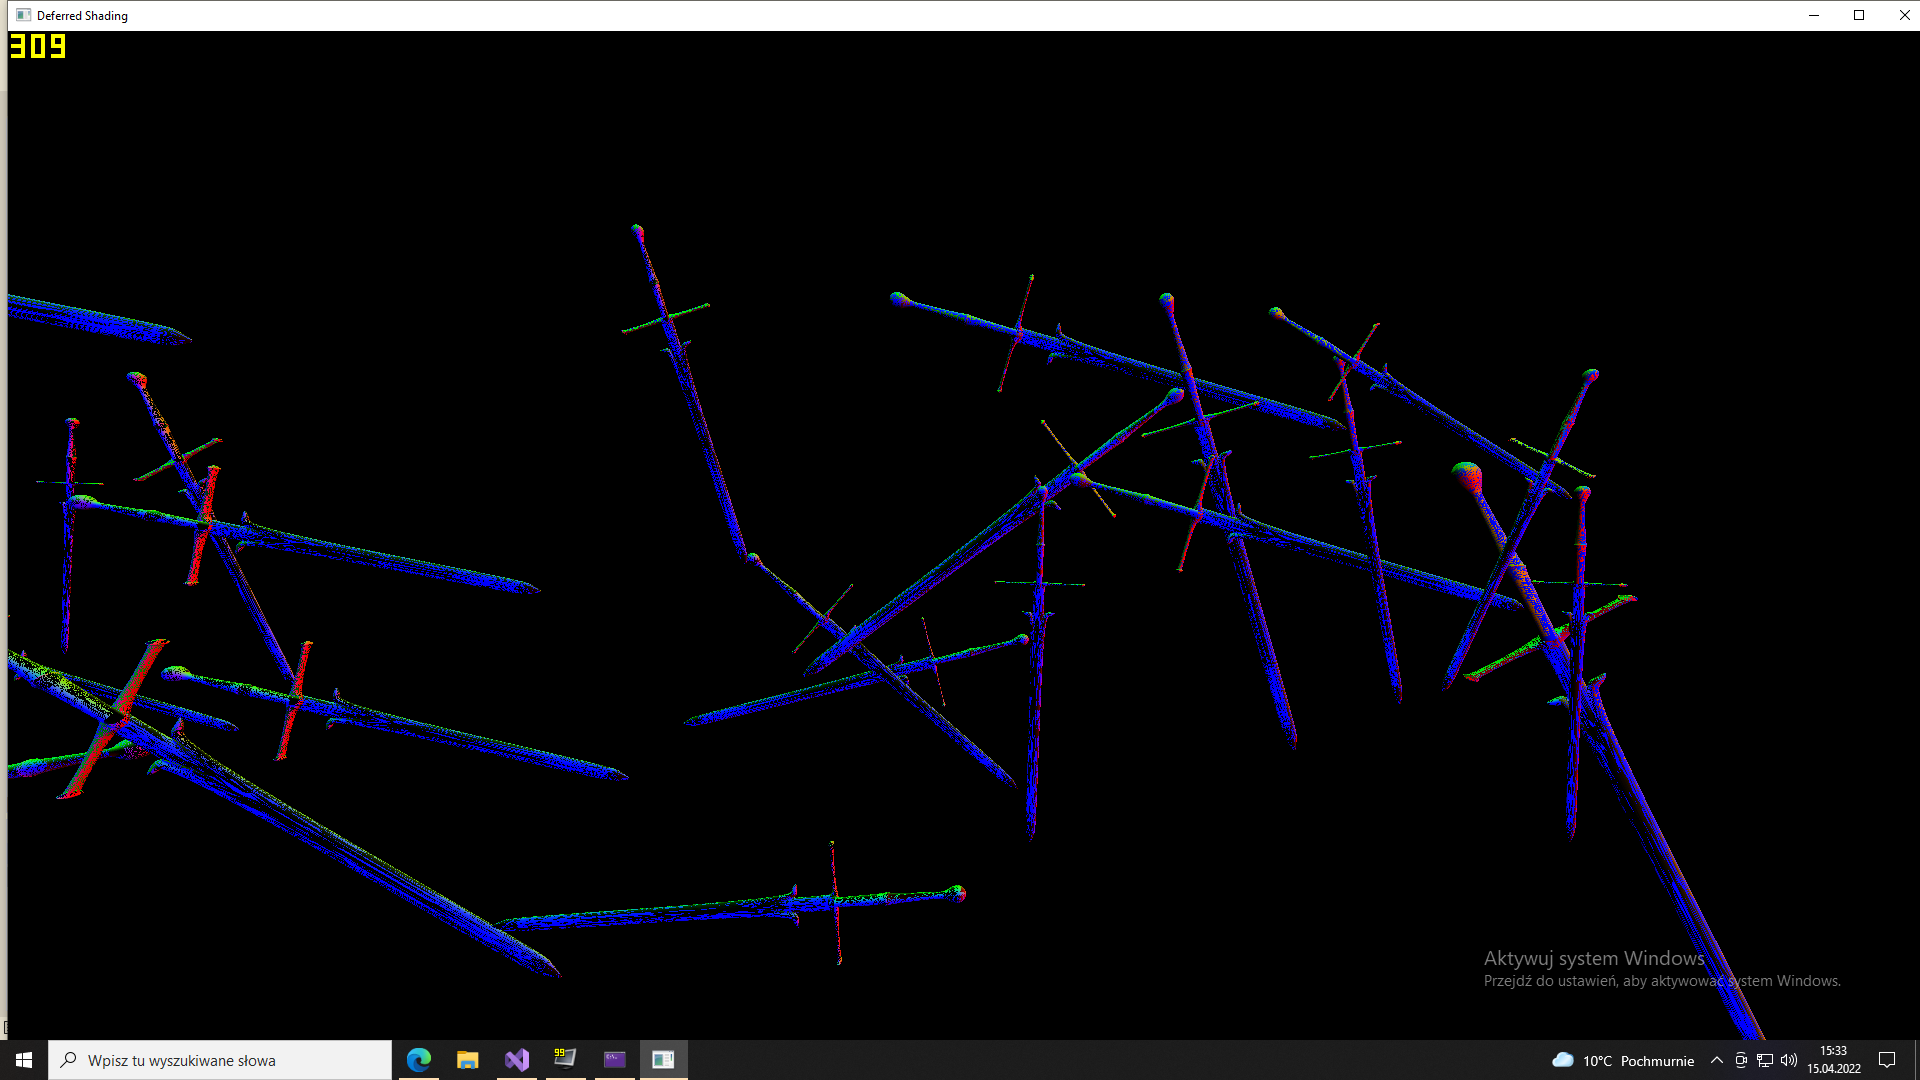 Deferred Shading
309
Aktywuj system Windows
Przejdź do ustawień, aby aktywować system Windows.
Wpisz tu wyszukiwane słowa
99
10°C Pochmurnie
15:33
15.04.2022